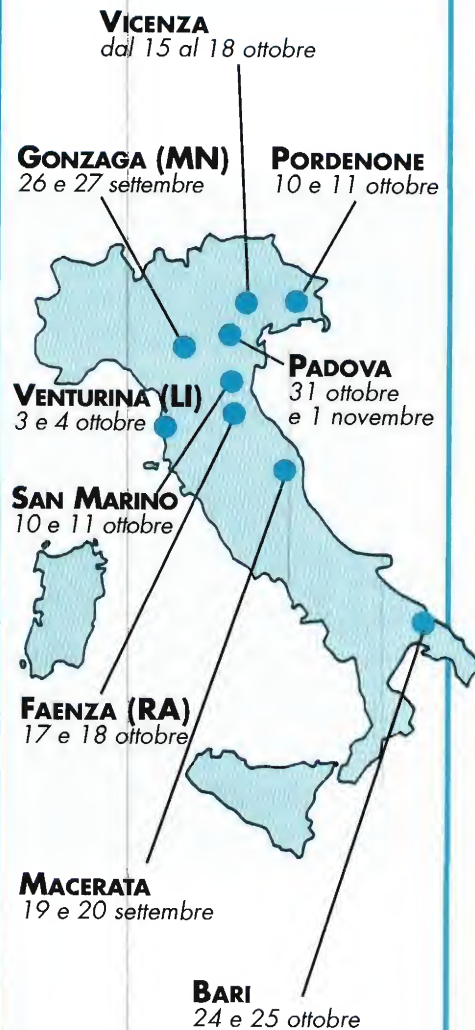 VICENZA
dal 15 al 18 ottobre
GONZAGA (MN)
26 e 27 settembre
PORDENONE
10 e 11 ottobre
PADOVA
31 ottobre
e 1 novembre
VENTURINA (LI)
3 e 4 ottobre
SAN MARINO
10 e 11 ottobre
FAENZA (RA)
17 e 18 ottobre
MACERATA
19 e 20 settembre
BARI
24 e 25 ottobre